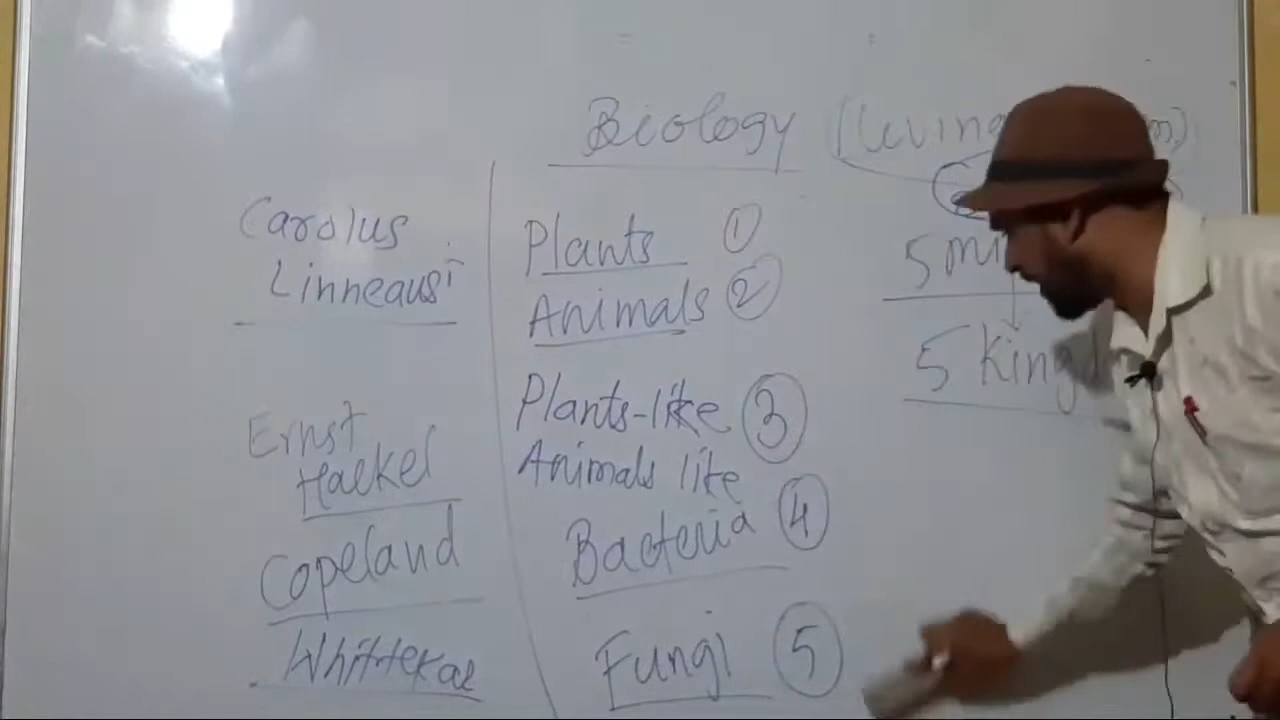 Biology (living
Carolus
Linneausi
Plants 1
Animals 2
5
5 King
Ernst
Haekel
Plants-like 3
Animals like
Copeland
Bacteria 4
Whittekar
Fungi 5